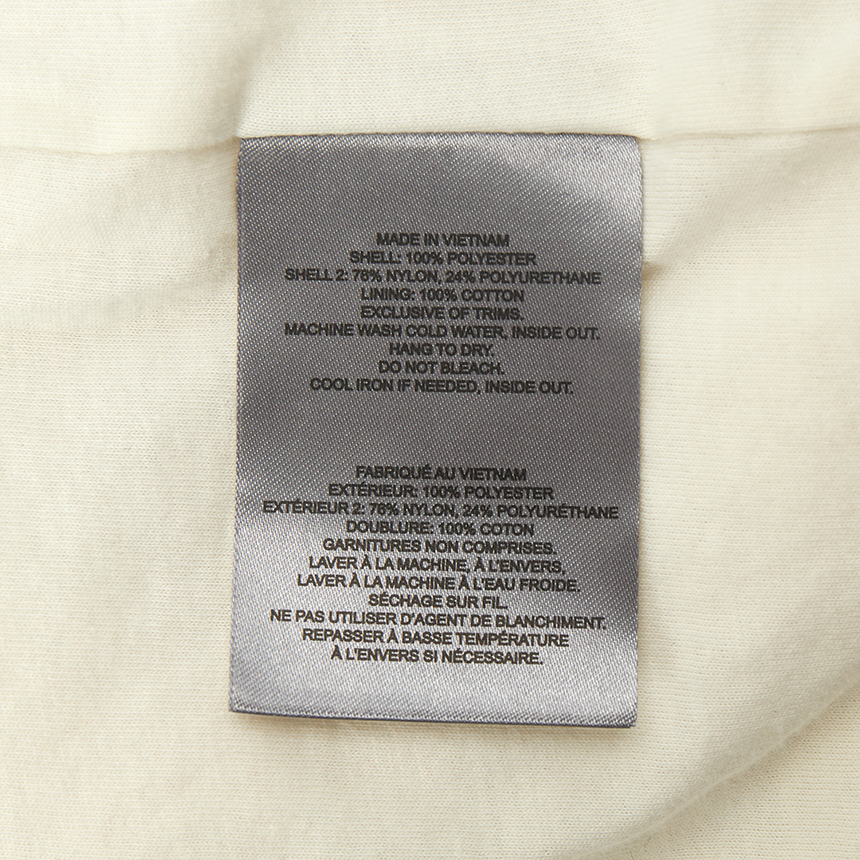 MADE IN VIETNAM
SHELL: 100% POLYESTER
SHELL 2: 76% NYLON, 24% POLYURETHANE
LINING: 100% COTTON
EXCLUSIVE OF TRIMS.
MACHINE WASH COLD WATER, INSIDE OUT.
HANG TO DRY.
DO NOT BLEACH.
COOL IRON IF NEEDED, INSIDE OUT.
FABRIQUÉ AU VIETNAM
EXTÉRIEUR: 100% POLYESTER
EXTÉRIEUR 2: 76% NYLON, 24% POLYURÉTHANE
DOUBLURE: 100% COTON
GARNITURES NON COMPRISES.
LAVER À LA MACHINE, À L'ENVERS,
LAVER À LA MACHINE À L'EAU FROIDE.
SÉCHAGE SUR FIL.
NE PAS UTILISER D'AGENT DE BLANCHIMENT.
REPASSER À BASSE TEMPÉRATURE
À L'ENVERS SI NÉCESSAIRE.